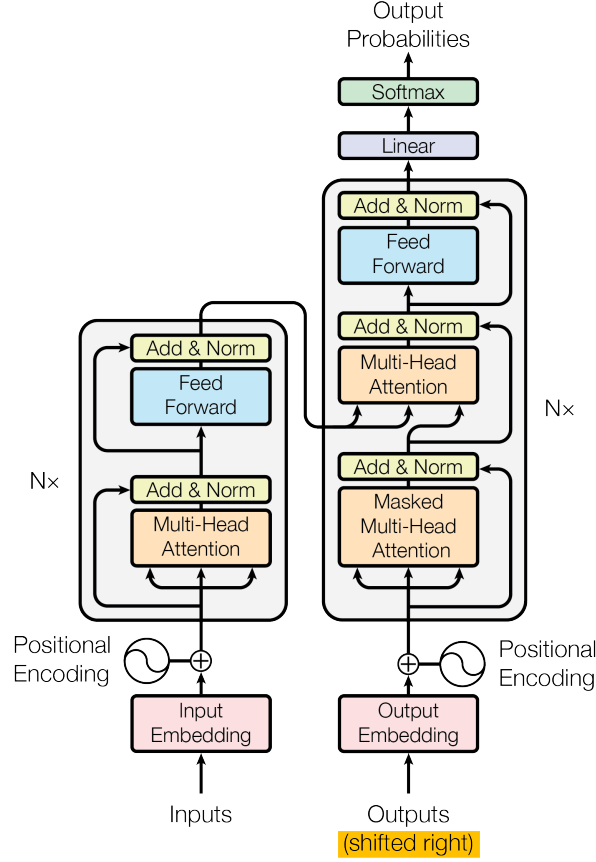 Output
Probabilities
Softmax
Linear
Add & Norm
Feed
Forward
Add & Norm
Multi-Head
Attention
Add & Norm
Masked
Multi-Head
Attention
N×
Add & Norm
Feed
Forward
Add & Norm
Multi-Head
Attention
N×
Positional
Encoding
Positional
Encoding
Input
Embedding
Output
Embedding
Inputs
Outputs
(shifted right)